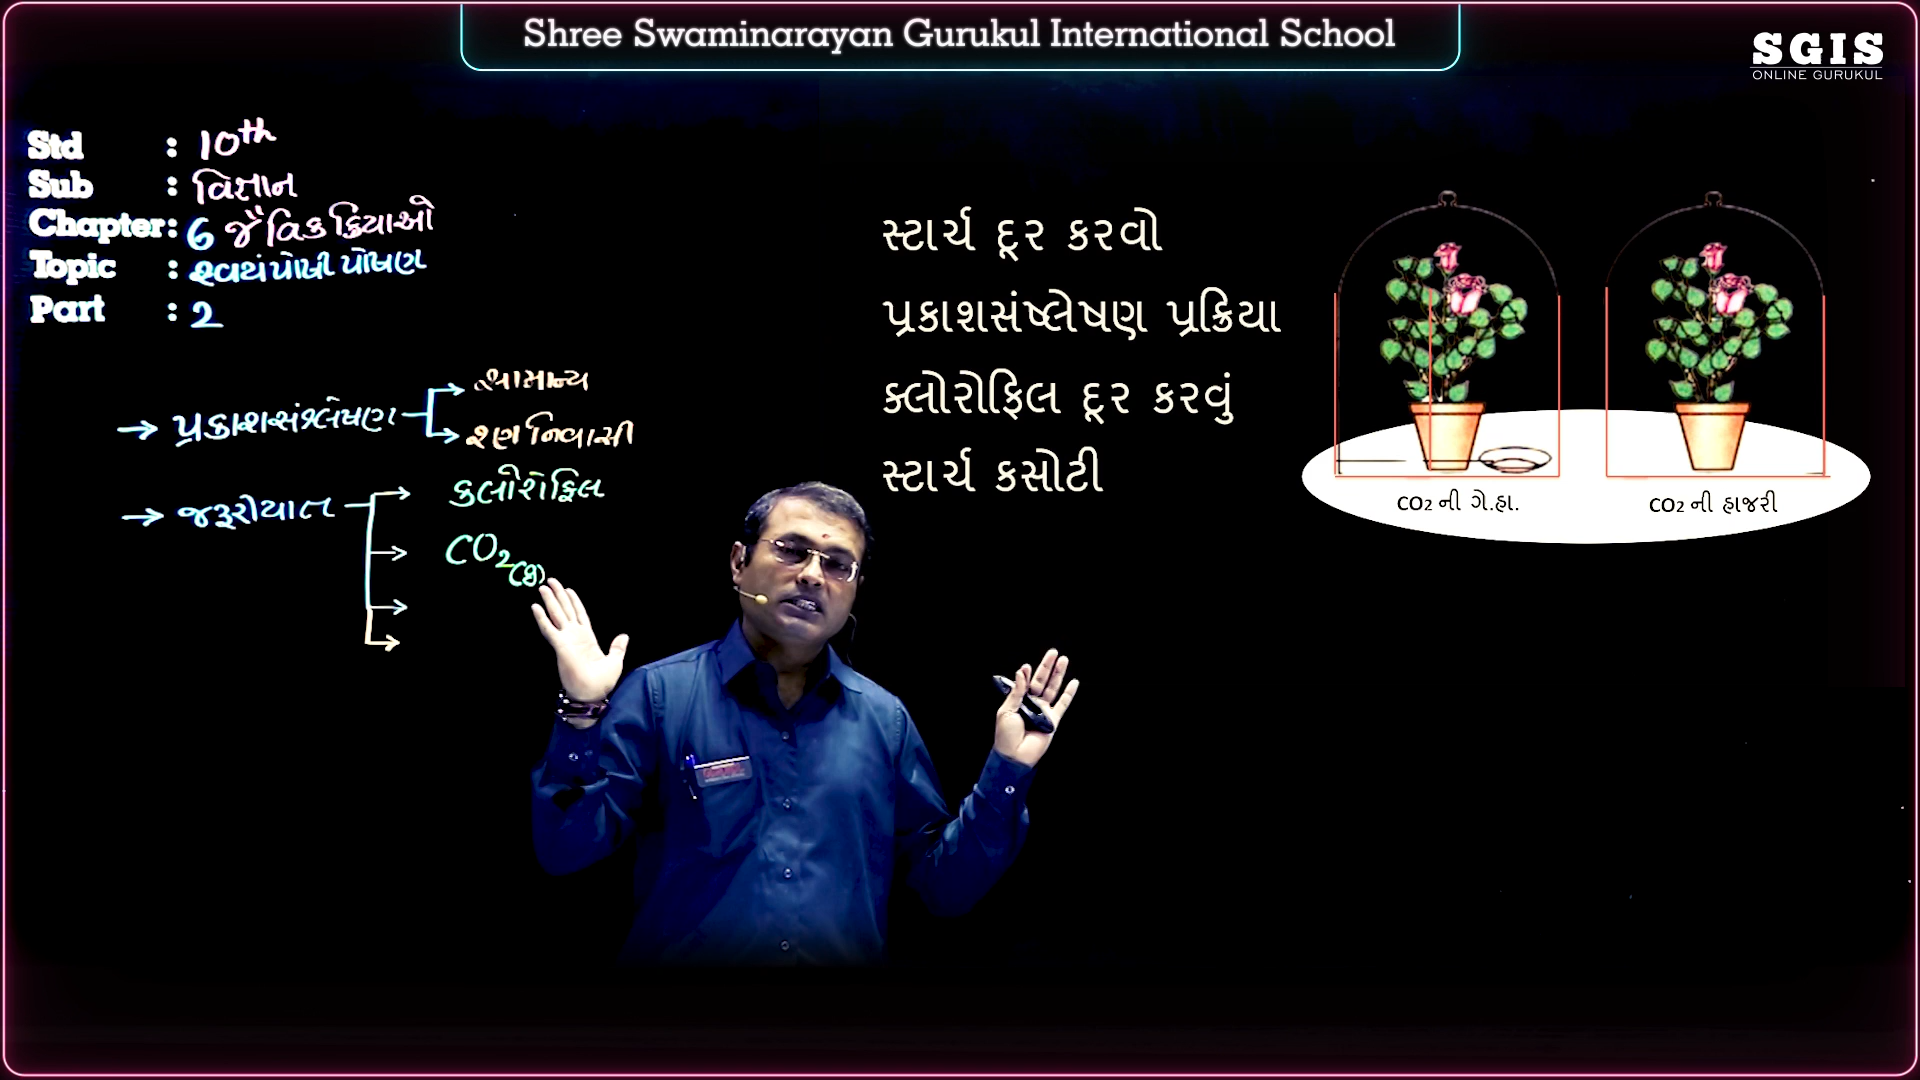 Shree Swaminarayan Gurukul International School
SGIS
ONLINE GURUKUL
Std : 10th
Sub : વિજ્ઞાન
Chapter: 6 જૈવિક ક્રિયાઓ
Topic : સ્વયંપોષી પોષણ
Part : 2
→ પ્રકાશસંશ્લેષણ → સામાન્ય
→ રણ નિવાસી
→ જરૂરીયાત → ક્લોરોફિલ
→ CO2(g)
સ્ટાર્ચ દૂર કરવો
પ્રકાશસંષ્લેષણ પ્રક્રિયા
ક્લોરોફિલ દૂર કરવું
સ્ટાર્ચ કસોટી
CO2 ની ગે.હા.
CO2 ની હાજરી